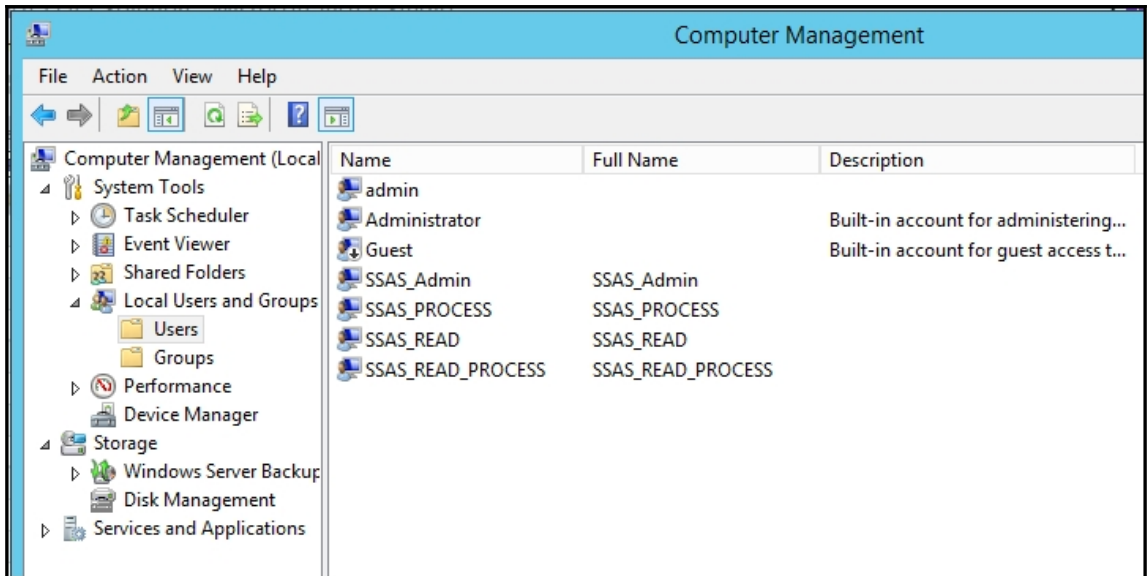 Computer Management
File Action View Help
Computer Management (Local
System Tools
Task Scheduler
Event Viewer
Shared Folders
Local Users and Groups
Users
Groups
Performance
Device Manager
Storage
Windows Server Backup
Disk Management
Services and Applications
Name Full Name Description
admin
Administrator Built-in account for administering...
Guest Built-in account for guest access t...
SSAS_Admin SSAS_Admin
SSAS_PROCESS SSAS_PROCESS
SSAS_READ SSAS_READ
SSAS_READ_PROCESS SSAS_READ_PROCESS